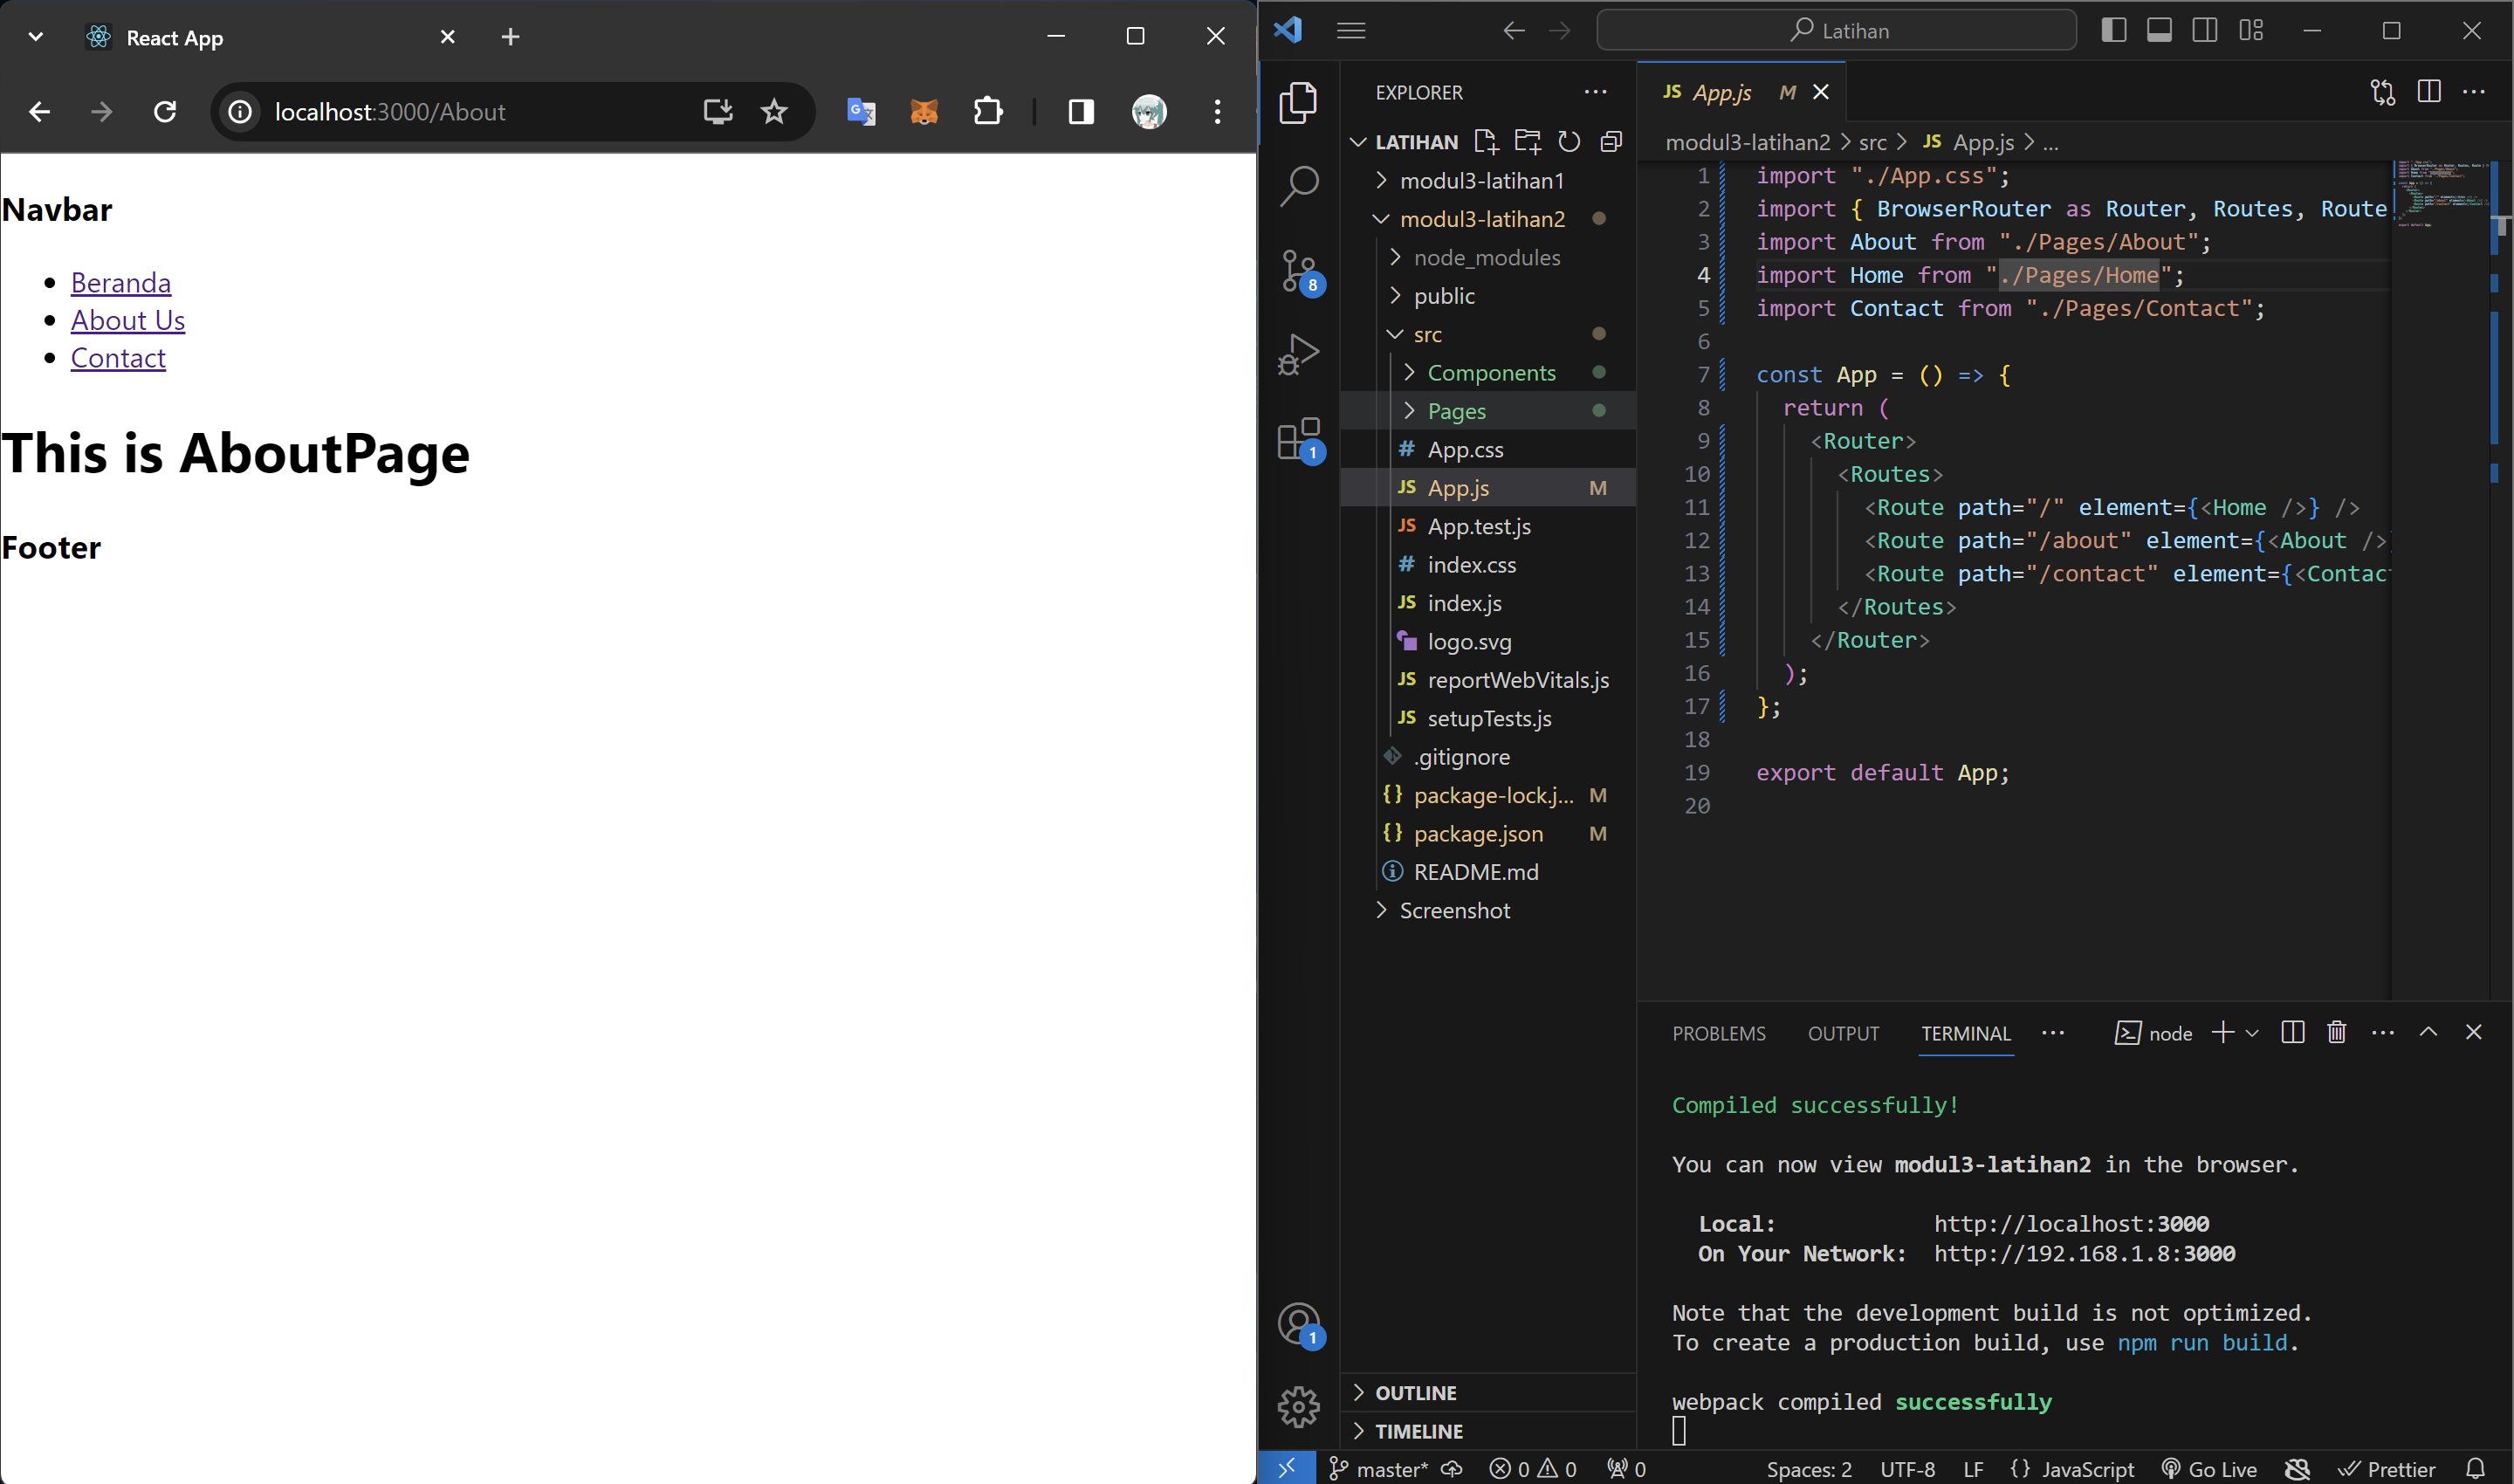 React App
localhost:3000/About
Navbar
Beranda
About Us
Contact
This is AboutPage
Footer
Latihan
EXPLORER
LATIHAN
modul3-latihan1
modul3-latihan2
node_modules
public
src
Components
Pages
# App.css
JS App.js M
JS App.test.js
# index.css
JS index.js
logo.svg
JS reportWebVitals.js
JS setupTests.js
.gitignore
{} package-lock.j... M
{} package.json M
README.md
Screenshot
OUTLINE
TIMELINE
8
1
1
JS App.js M
modul3-latihan2 > src > JS App.js > ...
1 import "./App.css";
2 import { BrowserRouter as Router, Routes, Route
3 import About from "./Pages/About";
4 import Home from "./Pages/Home";
5 import Contact from "./Pages/Contact";
6
7 const App = () => {
8 return (
9 <Router>
10 <Routes>
11 <Route path="/" element={<Home />} />
12 <Route path="/about" element={<About />}
13 <Route path="/contact" element={<Contac
14 </Routes>
15 </Router>
16 );
17 };
18
19 export default App;
20
PROBLEMS OUTPUT TERMINAL ... node
Compiled successfully!
You can now view modul3-latihan2 in the browser.
Local: http://localhost:3000
On Your Network: http://192.168.1.8:3000
Note that the development build is not optimized.
To create a production build, use npm run build.
webpack compiled successfully
master* 0 0 0 Spaces: 2 UTF-8 LF {} JavaScript Go Live Prettier